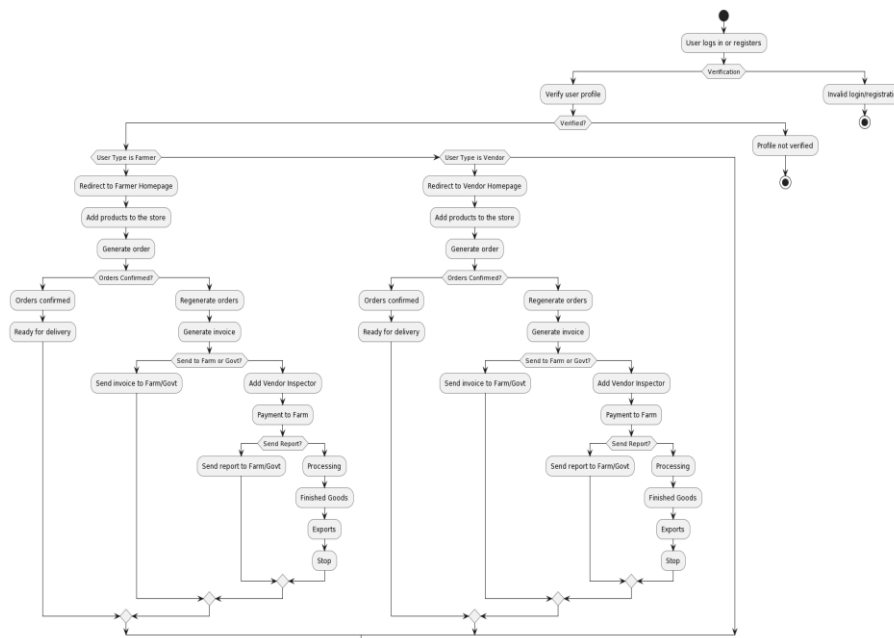 User logs in or registers
Verification
Verify user profile
Invalid login/registrati
Verified?
Profile not verified
User Type is Farmer
User Type is Vendor
Redirect to Farmer Homepage
Redirect to Vendor Homepage
Add products to the store
Add products to the store
Generate order
Generate order
Orders Confirmed?
Orders Confirmed?
Orders confirmed
Regenerate orders
Orders confirmed
Regenerate orders
Ready for delivery
Generate invoice
Ready for delivery
Generate invoice
Send to Farm or Govt?
Send to Farm or Govt?
Send invoice to Farm/Govt
Add Vendor Inspector
Send invoice to Farm/Govt
Add Vendor Inspector
Payment to Farm
Payment to Farm
Send Report?
Send Report?
Send report to Farm/Govt
Processing
Send report to Farm/Govt
Processing
Finished Goods
Finished Goods
Exports
Exports
Stop
Stop